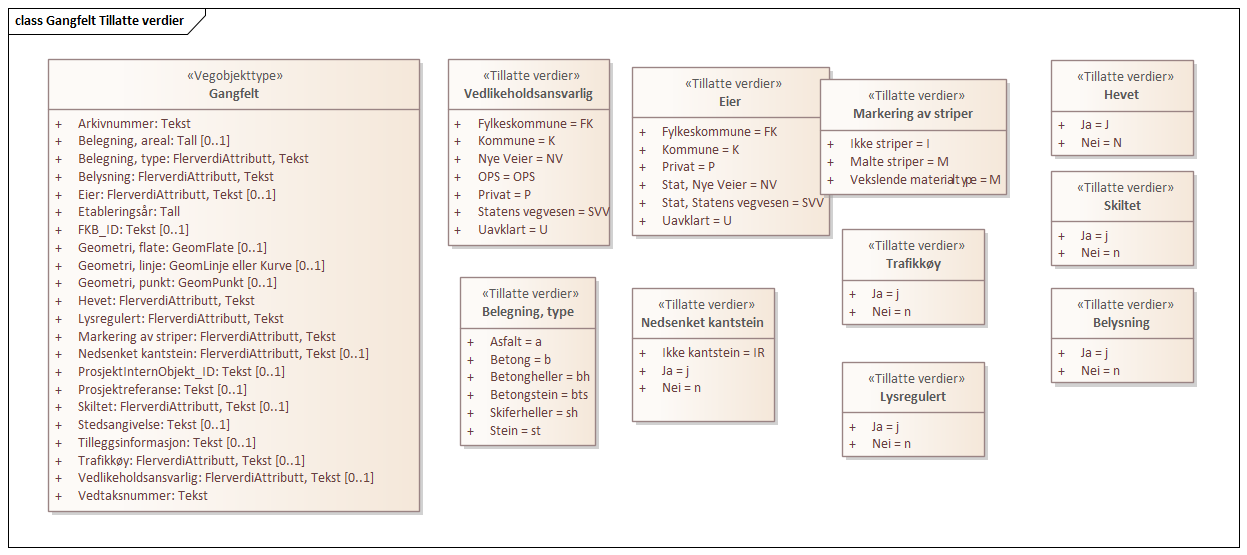 class Gangfelt Tillatte verdier
«Vegobjekttype»
Gangfelt
+ Arkivnummer: Tekst
+ Belegning, areal: Tall [0..1]
+ Belegning, type: FlerverdiAttributt, Tekst
+ Belysning: FlerverdiAttributt, Tekst
+ Eier: FlerverdiAttributt, Tekst [0..1]
+ Etableringsår: Tall
+ FKB_ID: Tekst [0..1]
+ Geometri, flate: GeomFlate [0..1]
+ Geometri, linje: GeomLinje eller Kurve [0..1]
+ Geometri, punkt: GeomPunkt [0..1]
+ Hevet: FlerverdiAttributt, Tekst
+ Lysregulert: FlerverdiAttributt, Tekst
+ Markering av striper: FlerverdiAttributt, Tekst
+ Nedsenket kantstein: FlerverdiAttributt, Tekst [0..1]
+ ProsjektInternObjekt_ID: Tekst [0..1]
+ Prosjektreferanse: Tekst [0..1]
+ Skiltet: FlerverdiAttributt, Tekst [0..1]
+ Stedsangivelse: Tekst [0..1]
+ Tilleggsinformasjon: Tekst [0..1]
+ Trafikkøy: FlerverdiAttributt, Tekst [0..1]
+ Vedlikeholdsansvarlig: FlerverdiAttributt, Tekst [0..1]
+ Vedtaksnummer: Tekst
«Tillatte verdier»
Vedlikeholdsansvarlig
+ Fylkeskommune = FK
+ Kommune = K
+ Nye Veier = NV
+ OPS = OPS
+ Privat = P
+ Statens vegvesen = SVV
+ Uavklart = U
«Tillatte verdier»
Belegning, type
+ Asfalt = a
+ Betong = b
+ Betongheller = bh
+ Betongstein = bts
+ Skiferheller = sh
+ Stein = st
«Tillatte verdier»
Eier
+ Fylkeskommune = FK
+ Kommune = K
+ Privat = P
+ Stat, Nye Veier = NV
+ Stat, Statens vegvesen = SVV
+ Uavklart = U
«Tillatte verdier»
Nedsenket kantstein
+ Ikke kantstein = IR
+ Ja = j
+ Nei = n
«Tillatte verdier»
Markering av striper
+ Ikke striper = I
+ Malte striper = M
+ Vekslende materialtype = M
«Tillatte verdier»
Trafikkøy
+ Ja = j
+ Nei = n
«Tillatte verdier»
Lysregulert
+ Ja = j
+ Nei = n
«Tillatte verdier»
Hevet
+ Ja = J
+ Nei = N
«Tillatte verdier»
Skiltet
+ Ja = j
+ Nei = n
«Tillatte verdier»
Belysning
+ Ja = j
+ Nei = n